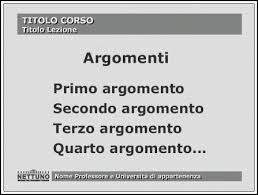 TITOLO CORSO
Titolo Lezione
Argomenti
Primo argomento
Secondo argomento
Terzo argomento
Quarto argomento...
NETTUNO
Nome Professore e Università di appartenenza